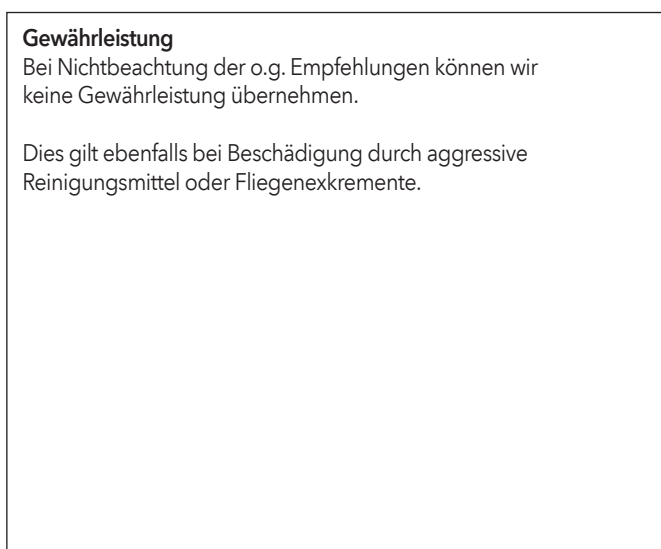 Gewährleistung
Bei Nichtbeachtung der o.g. Empfehlungen können wir
keine Gewährleistung übernehmen.
Dies gilt ebenfalls bei Beschädigung durch aggressive
Reinigungsmittel oder Fliegenexkremente.